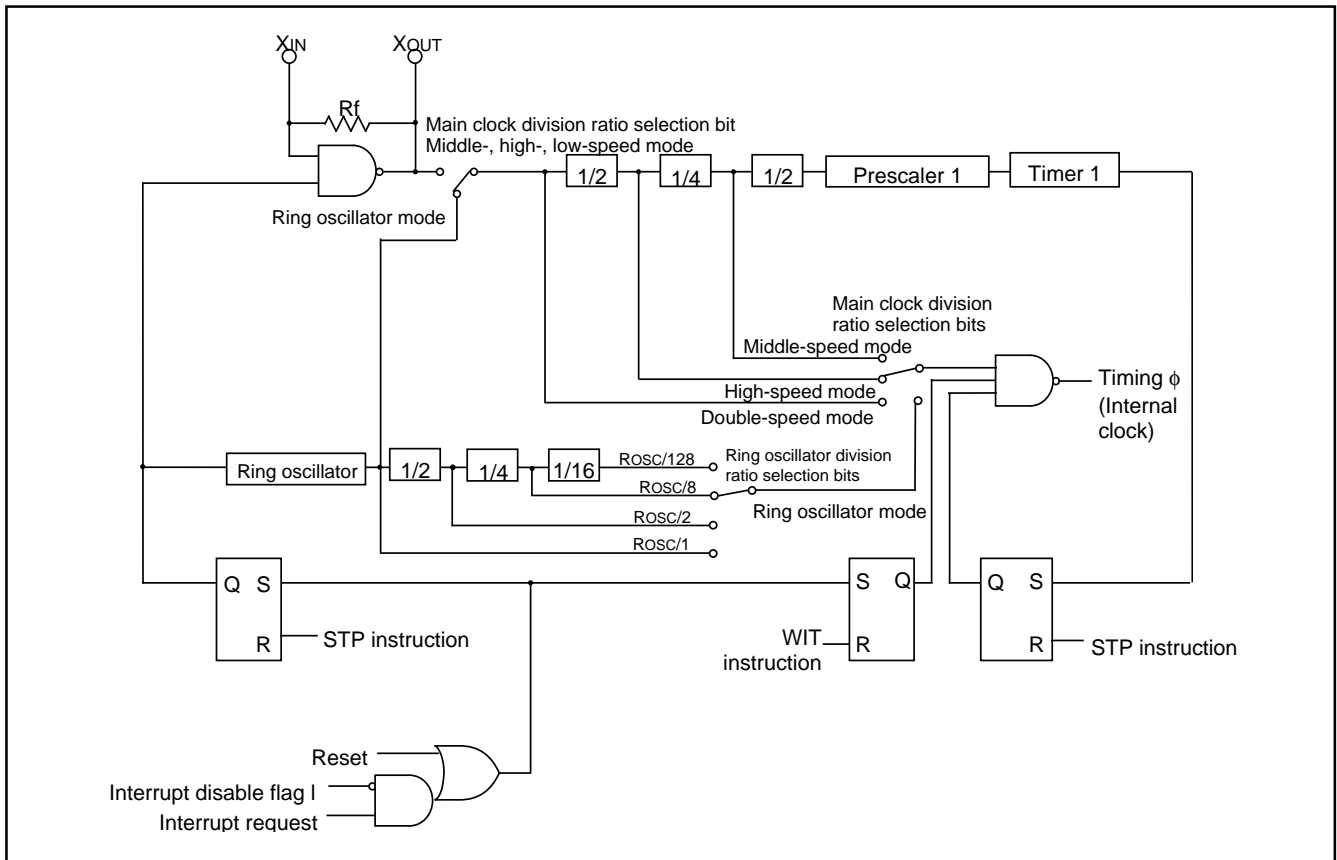 XIN
XOUT
Rf
Main clock division ratio selection bit
Middle-, high-, low-speed mode
1/2
1/4
1/2
Prescaler 1
Timer 1
Ring oscillator mode
Main clock division
ratio selection bits
Middle-speed mode
High-speed mode
Double-speed mode
Timing ϕ
(Internal
clock)
Ring oscillator
1/2
1/4
1/16
ROSC/128
ROSC/8
ROSC/2
ROSC/1
Ring oscillator division
ratio selection bits
Ring oscillator mode
Q S
R
STP instruction
S Q
R
WIT
instruction
Q S
R
STP instruction
Reset
Interrupt disable flag I
Interrupt request